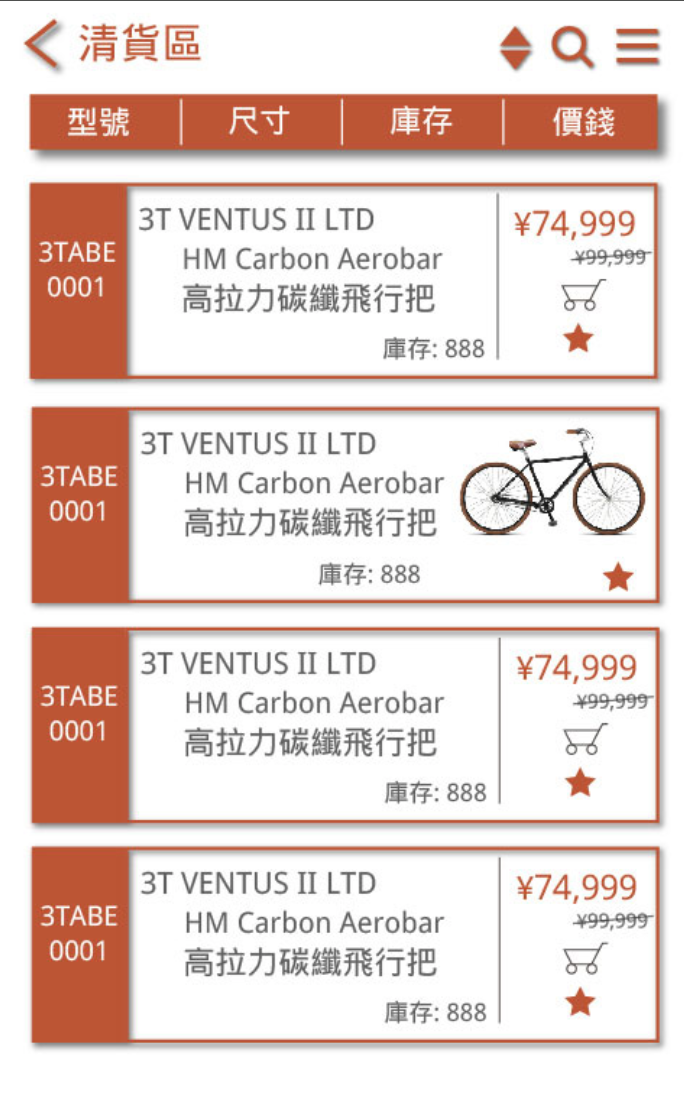 清貨區
型號 尺寸 庫存 價錢
3TABE
0001
3T VENTUS II LTD
HM Carbon Aerobar
高拉力碳纖飛行把
庫存: 888
¥74,999
¥99,999
3TABE
0001
3T VENTUS II LTD
HM Carbon Aerobar
高拉力碳纖飛行把
庫存: 888
3TABE
0001
3T VENTUS II LTD
HM Carbon Aerobar
高拉力碳纖飛行把
庫存: 888
¥74,999
¥99,999
3TABE
0001
3T VENTUS II LTD
HM Carbon Aerobar
高拉力碳纖飛行把
庫存: 888
¥74,999
¥99,999